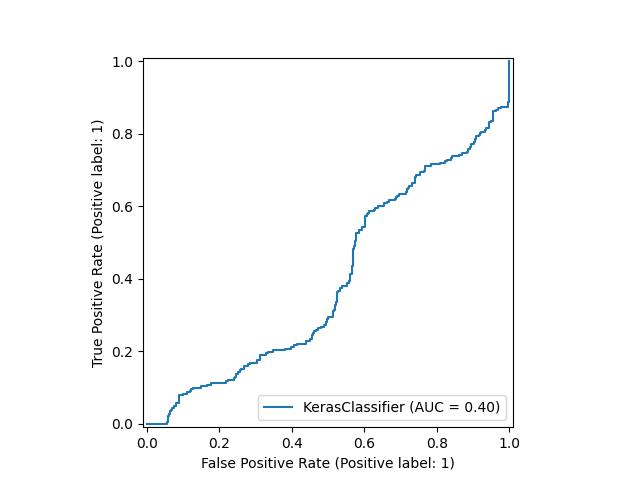 1.0
0.8
0.6
0.4
0.2
0.0
True Positive Rate (Positive label: 1)
KerasClassifier (AUC = 0.40)
0.0 0.2 0.4 0.6 0.8 1.0
False Positive Rate (Positive label: 1)